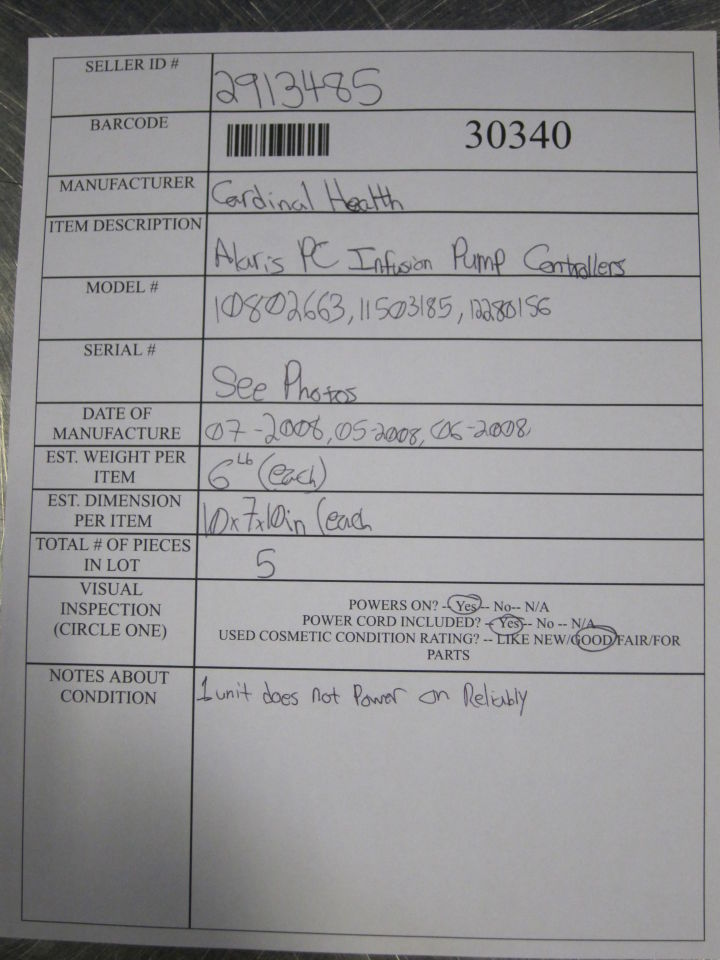 SELLER ID # 2913485
BARCODE 30340
MANUFACTURER Cardinal Health
ITEM DESCRIPTION Alaris PC Infusion Pump Controllers
MODEL # 10802663, 11503185, 12280156
SERIAL # See Photos
DATE OF
MANUFACTURE 07-2008, 05-2008, 06-2008
EST. WEIGHT PER
ITEM 6 Lb (each)
EST. DIMENSION
PER ITEM 10x7x10in (each
TOTAL # OF PIECES
IN LOT 5
VISUAL
INSPECTION
(CIRCLE ONE)
POWERS ON? -- Yes -- No-- N/A
POWER CORD INCLUDED? -- Yes -- No -- N/A
USED COSMETIC CONDITION RATING? -- LIKE NEW/GOOD/FAIR/FOR
PARTS
NOTES ABOUT
CONDITION 1 unit does not Power on Reliably